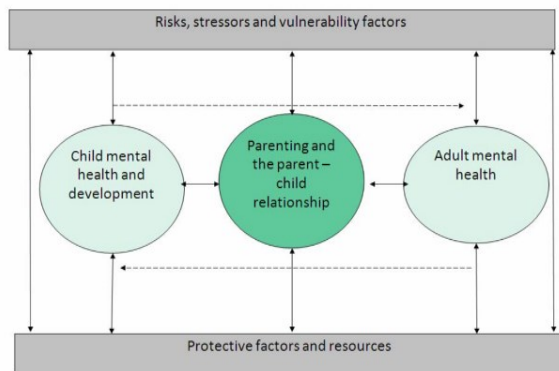 Risks, stressors and vulnerability factors
Child mental
health and
development
Parenting and
the parent –
child
relationship
Adult mental
health
Protective factors and resources